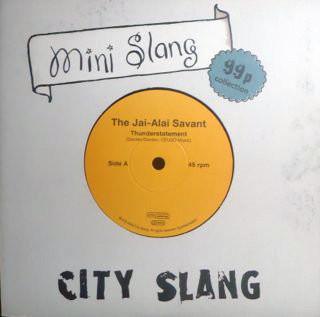 mini slang
99p
collection
The Jai-Alai Savant
Thunderstatement
Side A
45 rpm
CITY SLANG